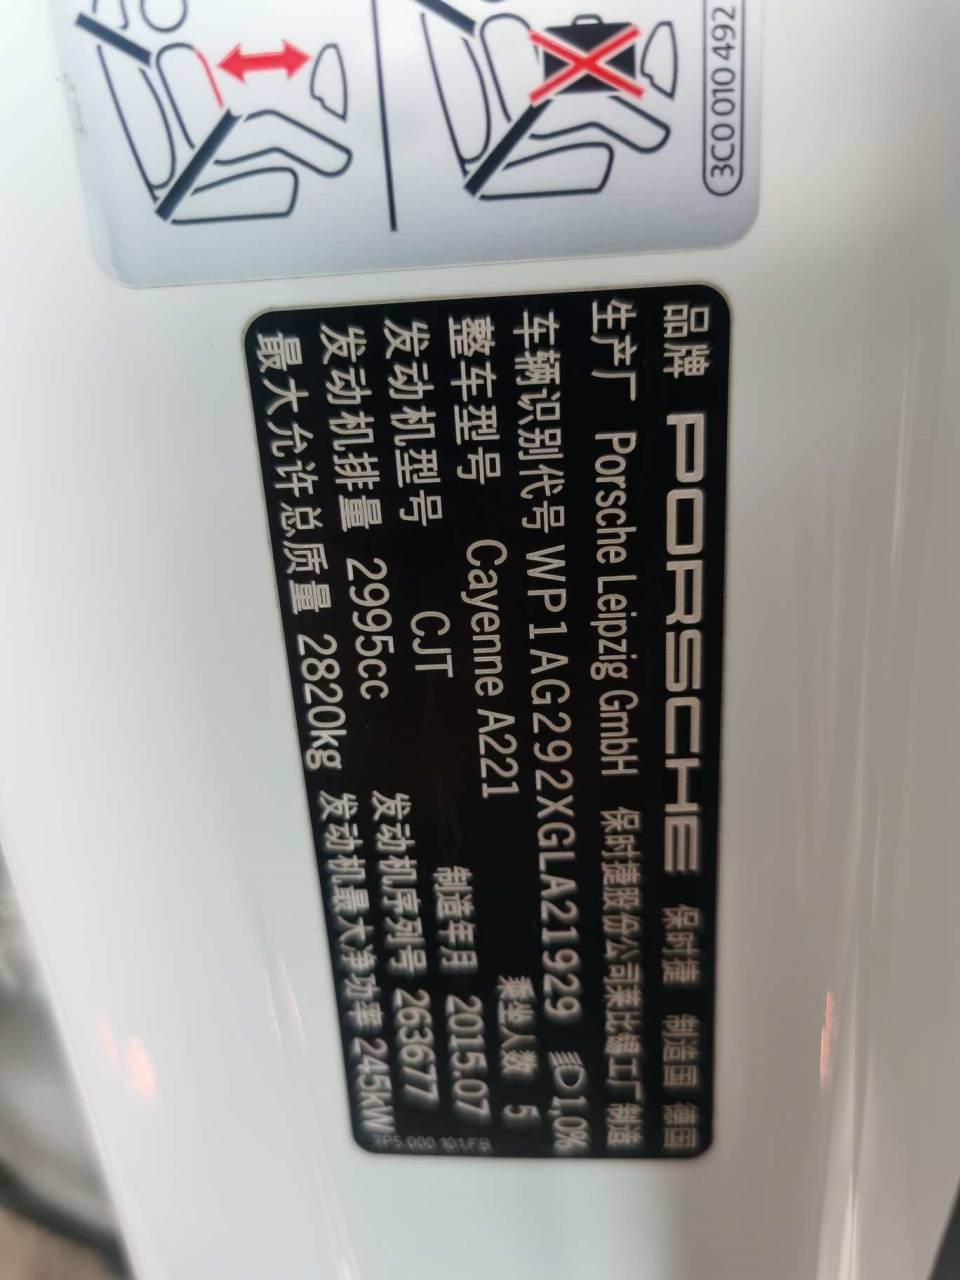 3C0 010 492
品牌 PORSCHE 保时捷 制造国 德国
生产厂 Porsche Leipzig GmbH 保时捷股份公司莱比锡工厂制造
车辆识别代号 WP1AG292XGLA21929 1,0%
整车型号 Cayenne A221 乘坐人数 5
发动机型号 CJT 制造年月 2015.07
发动机排量 2995cc 发动机序列号 263677
最大允许总质量 2820kg 发动机最大净功率 245kW
7P5.000.101.FB